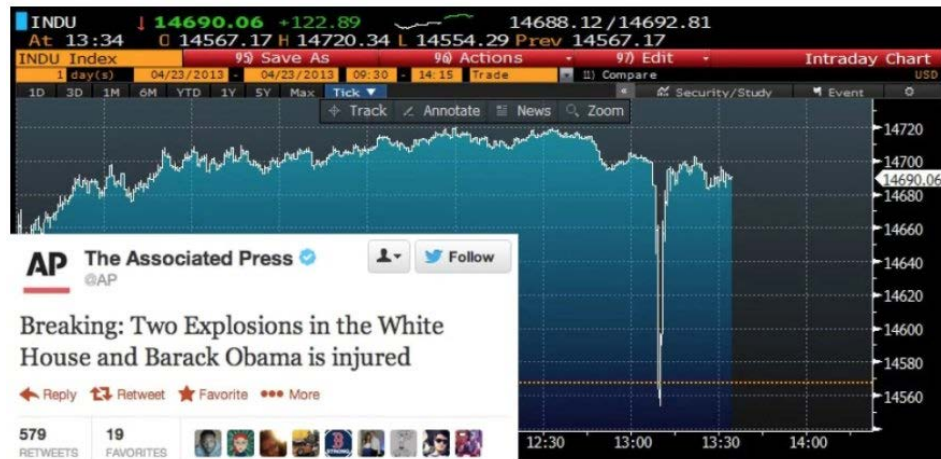 INDU ↓ 14690.06 +122.89 14688.12/14692.81
At 13:34 O 14567.17 H 14720.34 L 14554.29 Prev 14567.17
INDU Index 95) Save As 96) Actions 97) Edit Intraday Chart
1 day(s) 04/23/2013 - 04/23/2013 09:30 - 14:15 Trade 11) Compare USD
1D 3D 1M 6M YTD 1Y 5Y Max Tick ▼ « Security/Study Event
Track Annotate News Zoom
14720
14700
14690.06
14680
14660
14640
14620
14600
14580
14560
AP The Associated Press
@AP
Follow
Breaking: Two Explosions in the White
House and Barack Obama is injured
Reply Retweet Favorite More
579 19
RETWEETS FAVORITES
12:30 13:00 13:30 14:00